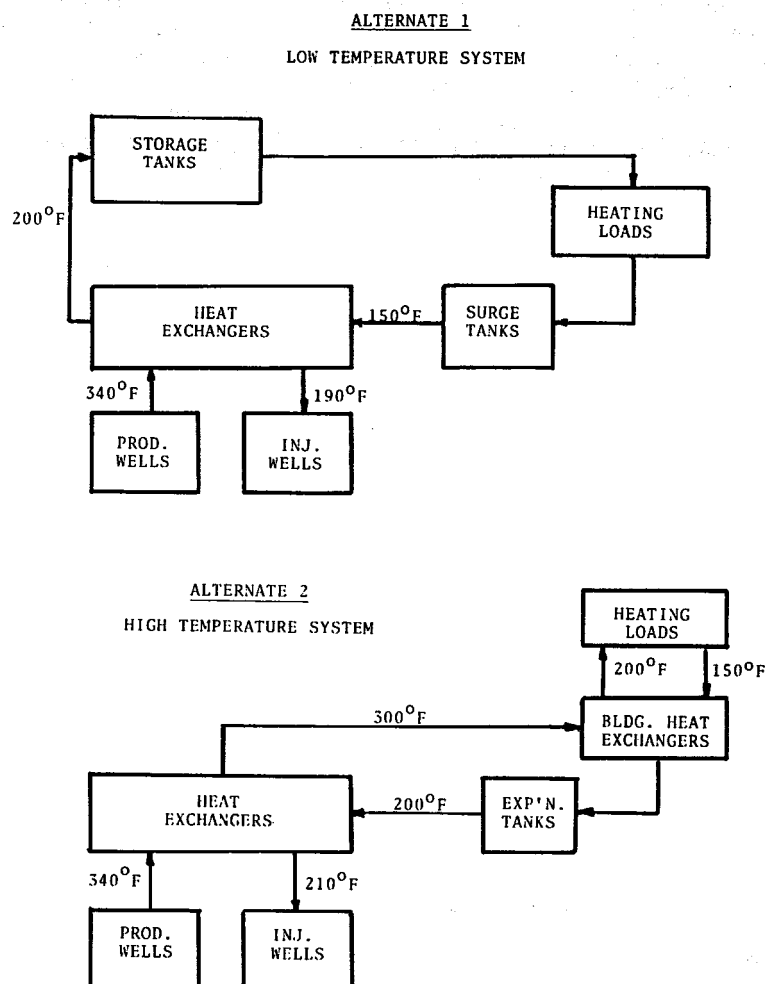 ALTERNATE 1
LOW TEMPERATURE SYSTEM
STORAGE
TANKS
200°F
HEATING
LOADS
HEAT
EXCHANGERS
150°F
SURGE
TANKS
340°F
190°F
PROD.
WELLS
INJ.
WELLS
ALTERNATE 2
HIGH TEMPERATURE SYSTEM
HEATING
LOADS
200°F
150°F
300°F
BLDG. HEAT
EXCHANGERS
HEAT
EXCHANGERS
200°F
EXP'N.
TANKS
340°F
210°F
PROD.
WELLS
INJ.
WELLS